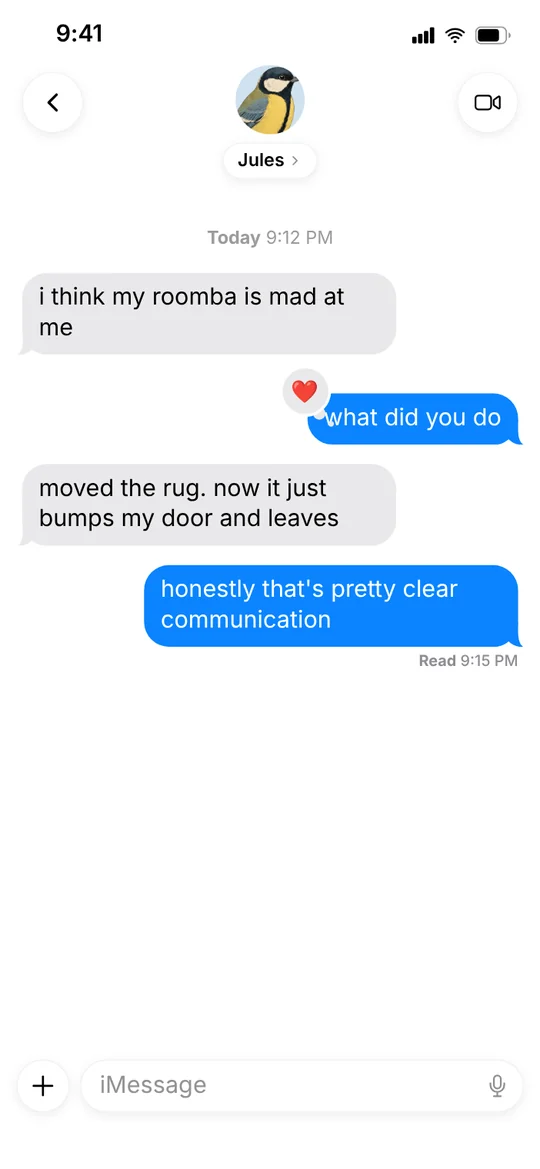 9:41
Jules
Today 9:12 PM
i think my roomba is mad at
me
what did you do
moved the rug. now it just
bumps my door and leaves
honestly that's pretty clear
communication
Read 9:15 PM
iMessage